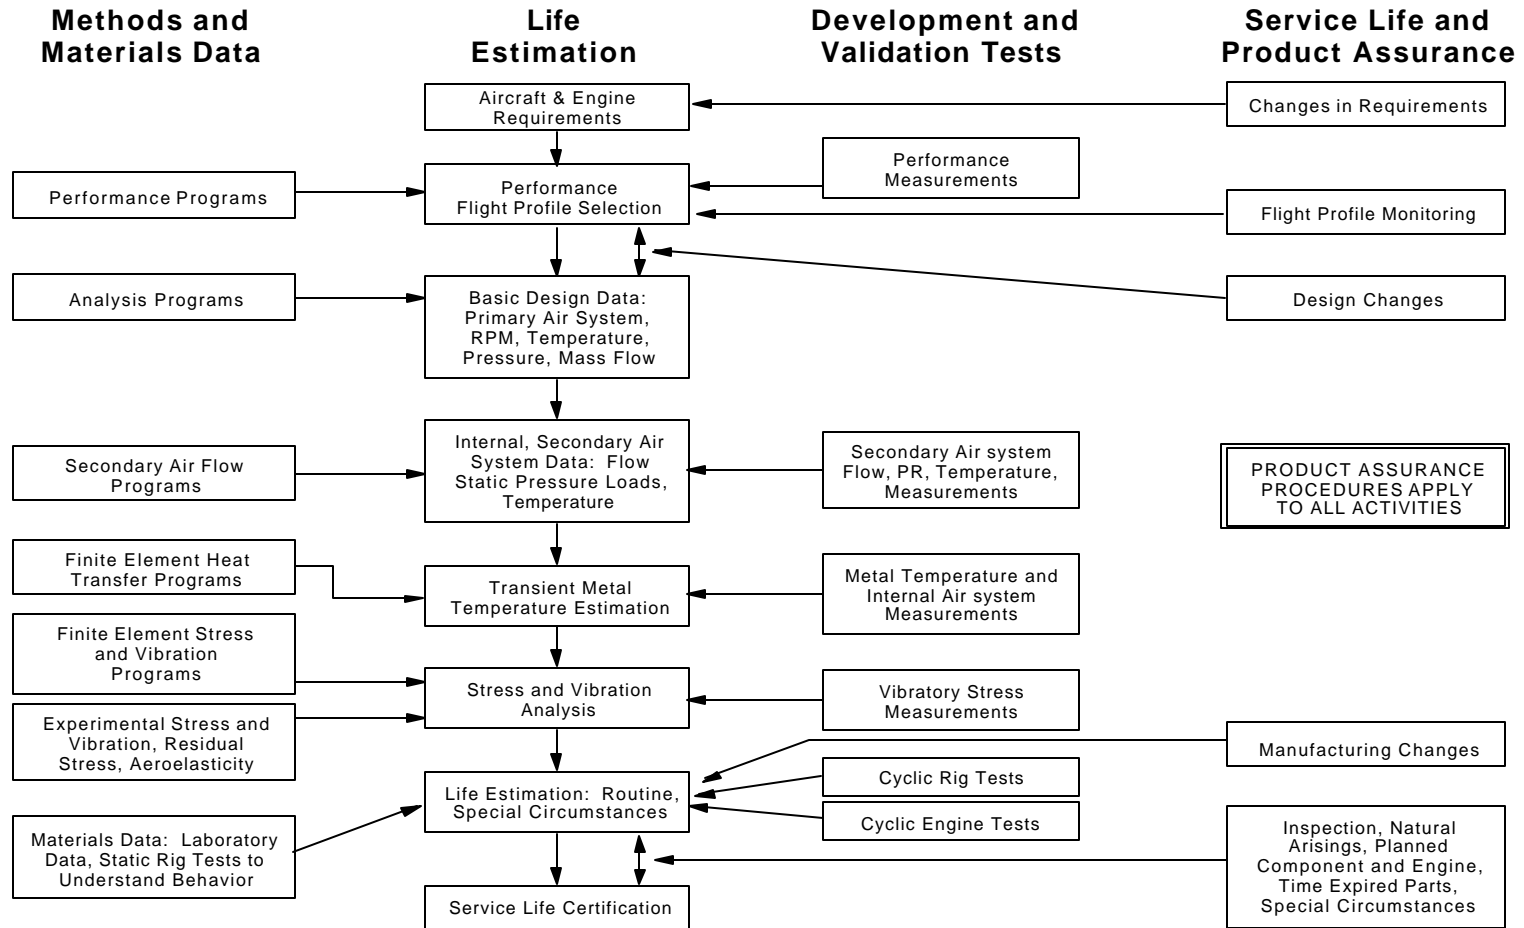 Methods and
Materials Data
Life
Estimation
Development and
Validation Tests
Service Life and
Product Assurance
Aircraft & Engine
Requirements
Changes in Requirements
Performance
Measurements
Performance Programs
Performance
Flight Profile Selection
Flight Profile Monitoring
Analysis Programs
Basic Design Data:
Primary Air System,
RPM, Temperature,
Pressure, Mass Flow
Design Changes
Secondary Air Flow
Programs
Internal, Secondary Air
System Data: Flow
Static Pressure Loads,
Temperature
Secondary Air system
Flow, PR, Temperature,
Measurements
PRODUCT ASSURANCE
PROCEDURES APPLY
TO ALL ACTIVITIES
Finite Element Heat
Transfer Programs
Transient Metal
Temperature Estimation
Metal Temperature and
Internal Air system
Measurements
Finite Element Stress
and Vibration
Programs
Stress and Vibration
Analysis
Vibratory Stress
Measurements
Experimental Stress and
Vibration, Residual
Stress, Aeroelasticity
Manufacturing Changes
Life Estimation: Routine,
Special Circumstances
Cyclic Rig Tests
Cyclic Engine Tests
Materials Data: Laboratory
Data, Static Rig Tests to
Understand Behavior
Inspection, Natural
Arisings, Planned
Component and Engine,
Time Expired Parts,
Special Circumstances
Service Life Certification